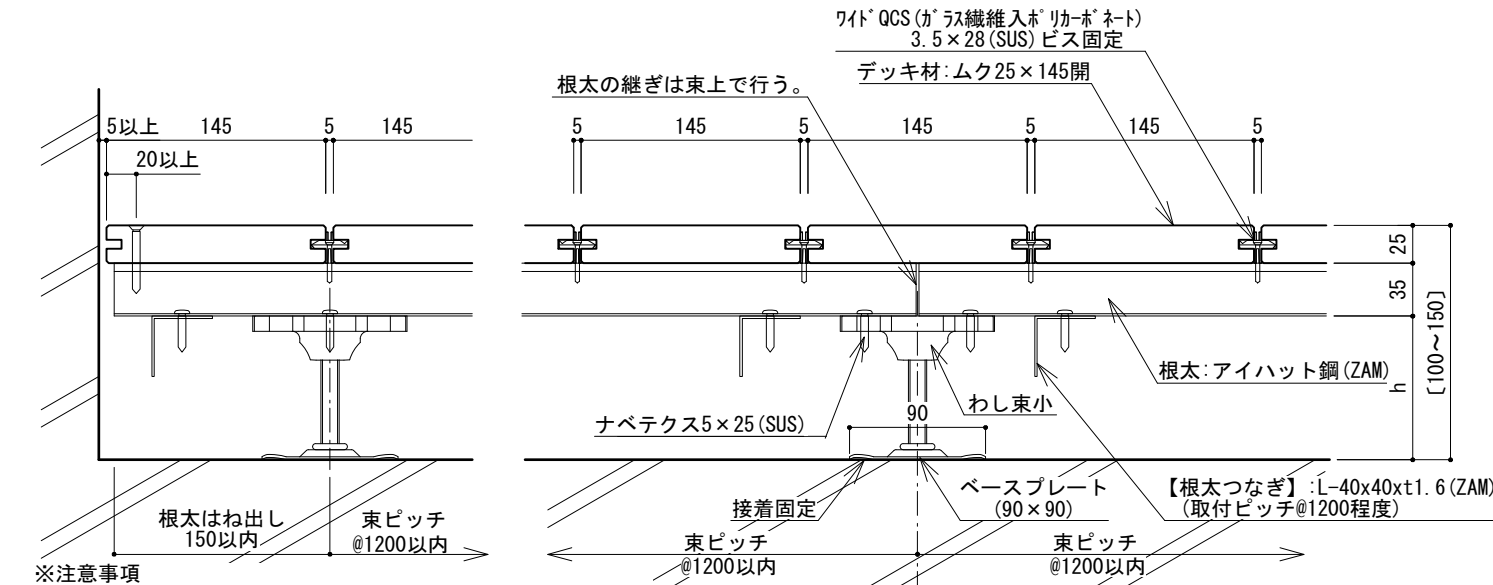 ワイドQCS(ガラス繊維入ポリカーボネート)
3.5×28(SUS)ビス固定
デッキ材:ムク25×145開
根太の継ぎは束上で行う。
5以上 145 5 145 5 145 5 145 5 145 5
20以上
25
35
h
[100~150]
根太:アイハット鋼(ZAM)
わし束小
90
ナベテクス5×25(SUS)
接着固定
ベースプレート
(90×90)
【根太つなぎ】:L-40x40xt1.6(ZAM)
(取付ピッチ@1200程度)
根太はね出し
150以内
束ピッチ
@1200以内
束ピッチ
@1200以内
束ピッチ
@1200以内
※注意事項